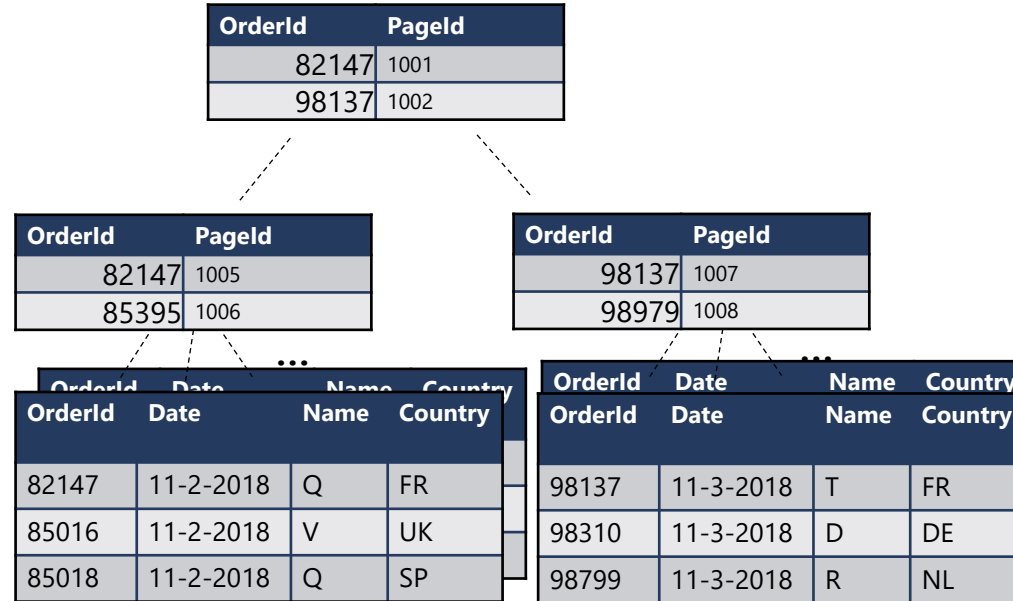 OrderId PageId
82147 1001
98137 1002
OrderId PageId
82147 1005
85395 1006
OrderId PageId
98137 1007
98979 1008
...
OrderId Date Name Country
OrderId Date Name Country
82147 11-2-2018 Q FR
85016 11-2-2018 V UK
85018 11-2-2018 Q SP
...
OrderId Date Name Country
OrderId Date Name Country
98137 11-3-2018 T FR
98310 11-3-2018 D DE
98799 11-3-2018 R NL